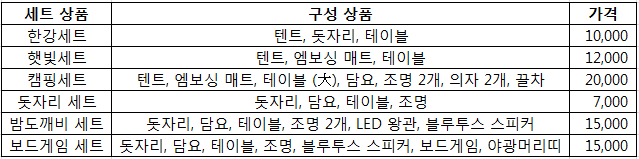 세트 상품 구성 상품 가격
한강세트 텐트, 돗자리, 테이블 10,000
햇빛세트 텐트, 엠보싱 매트, 테이블 12,000
캠핑세트 텐트, 엠보싱 매트, 테이블 (大), 담요, 조명 2개, 의자 2개, 끌차 20,000
돗자리 세트 돗자리, 담요, 테이블, 조명 7,000
밤도깨비 세트 돗자리, 담요, 테이블, 조명 2개, LED 왕관, 블루투스 스피커 15,000
보드게임 세트 돗자리, 담요, 테이블, 조명, 블루투스 스피커, 보드게임, 야광머리띠 15,000